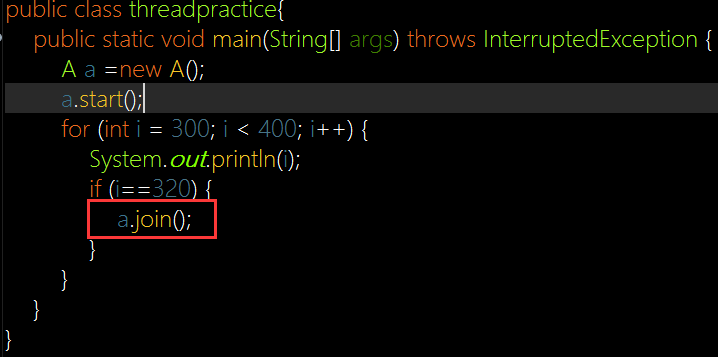 public class threadpractice{
public static void main(String[] args) throws InterruptedException {
A a =new A();
a.start();
for (int i = 300; i < 400; i++) {
System.out.println(i);
if (i==320) {
a.join();
}
}
}
}